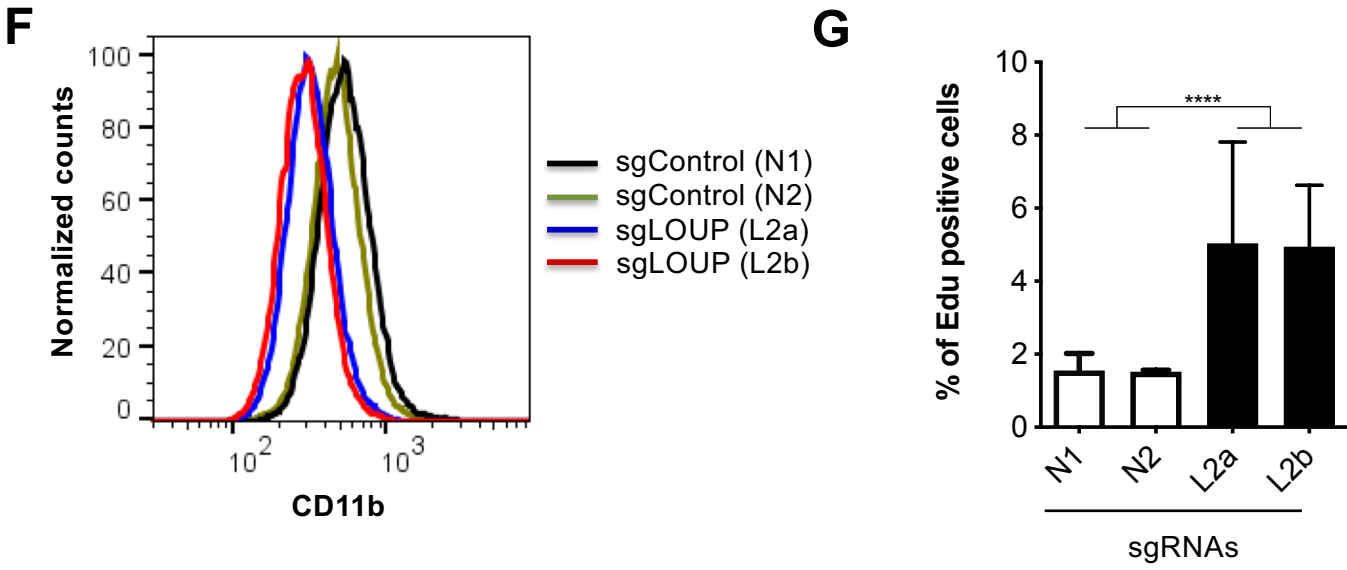 F
Normalized counts
100
80
60
40
20
0
10^2
10^3
CD11b
sgControl (N1)
sgControl (N2)
sgLOUP (L2a)
sgLOUP (L2b)
G
% of Edu positive cells
10
8
6
4
2
0
****
N1
N2
L2a
L2b
sgRNAs